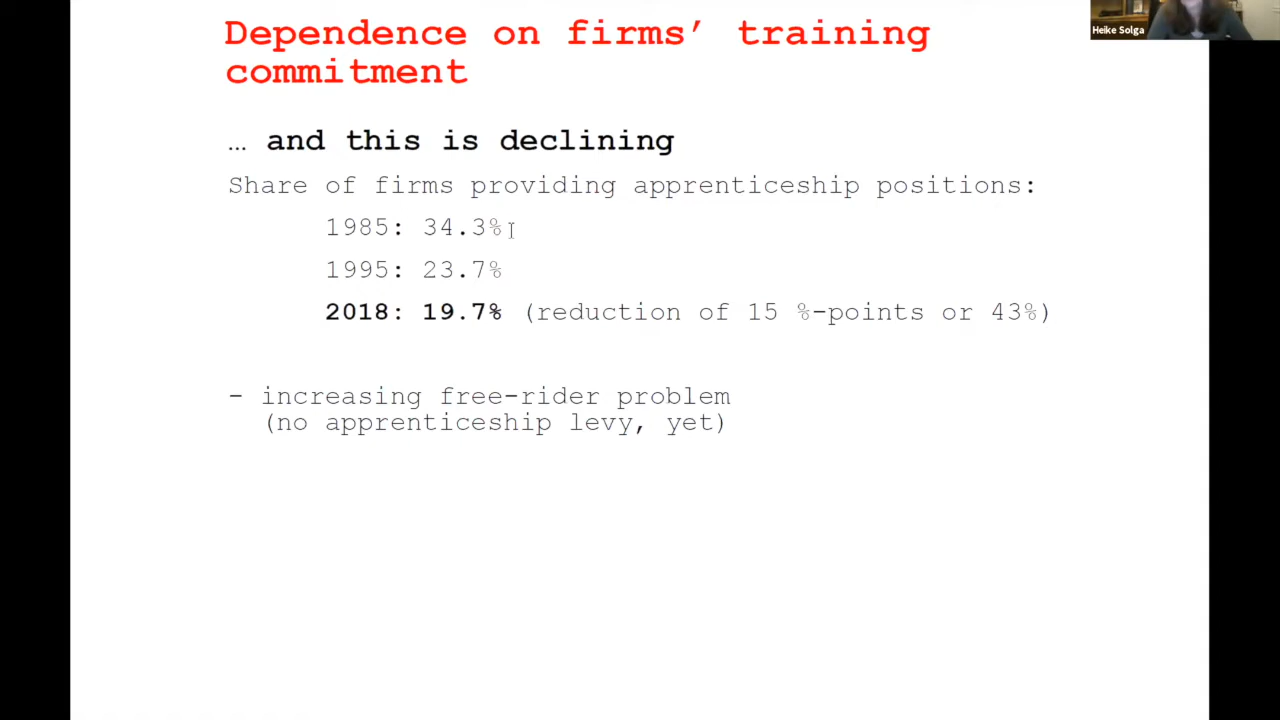 Dependence on firms’ training
commitment
Heike Solga
… and this is declining
Share of firms providing apprenticeship positions:
1985: 34.3%
1995: 23.7%
2018: 19.7% (reduction of 15 %-points or 43%)
- increasing free-rider problem
(no apprenticeship levy, yet)